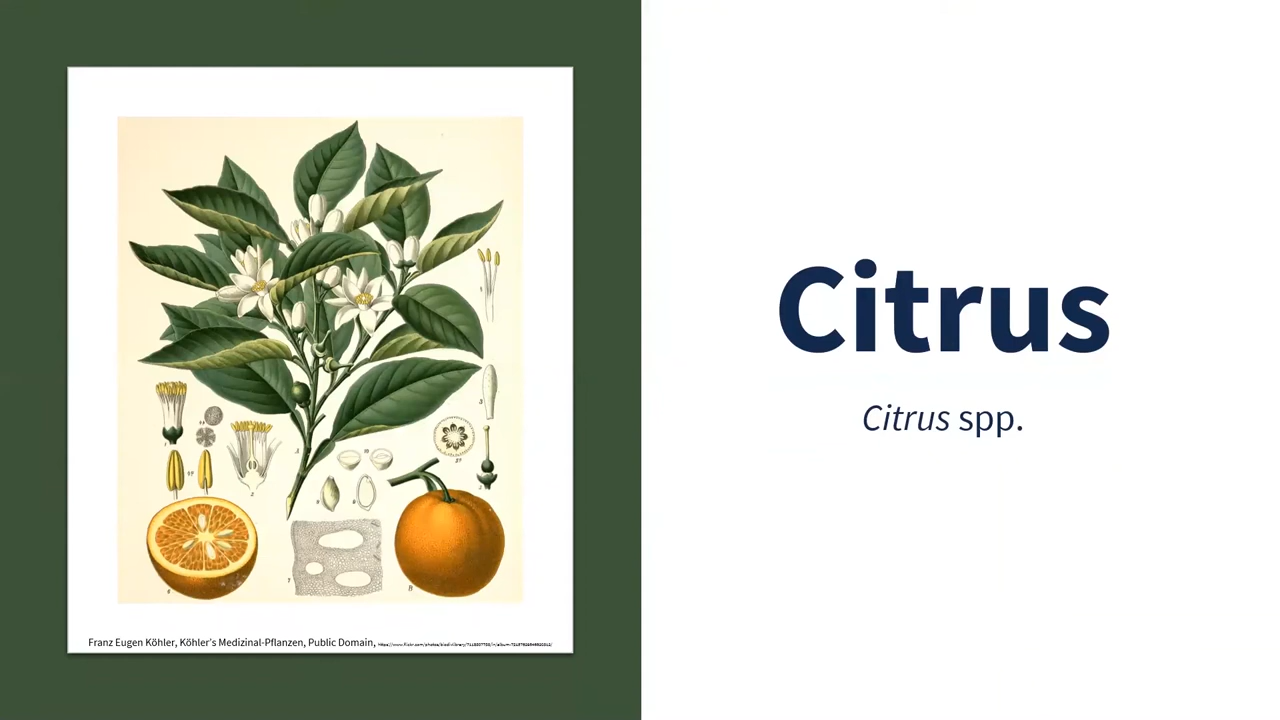 Citrus
Citrus spp.
Franz Eugen Köhler, Köhler's Medizinal-Pflanzen, Public Domain,